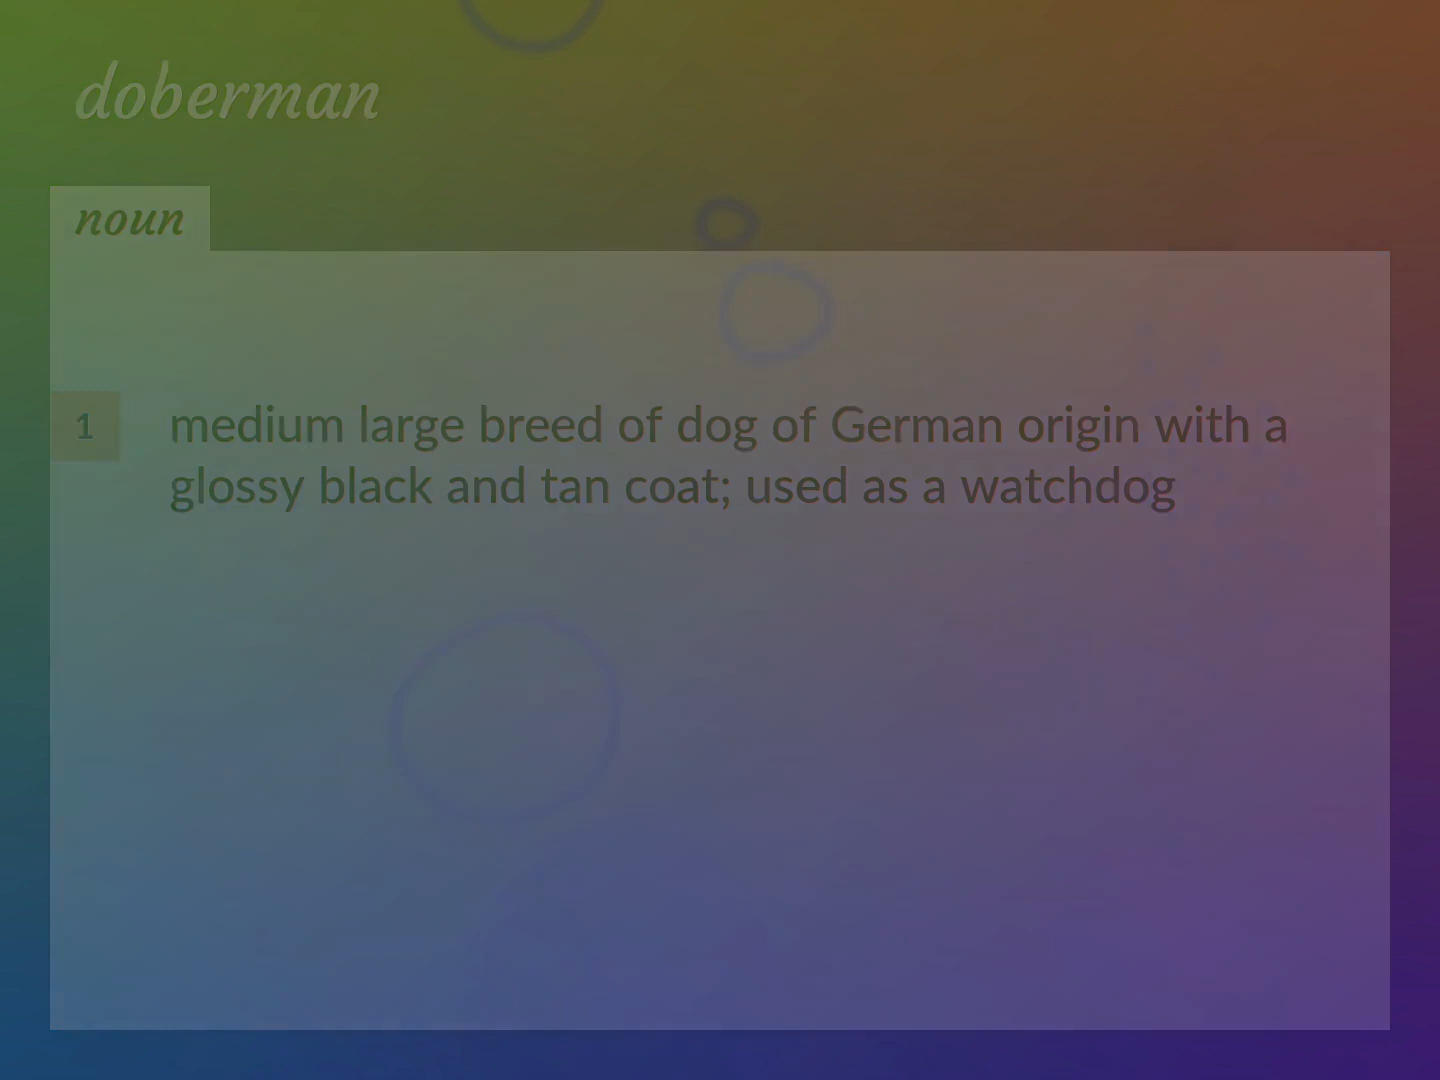 doberman
noun
1 medium large breed of dog of German origin with a
glossy black and tan coat; used as a watchdog